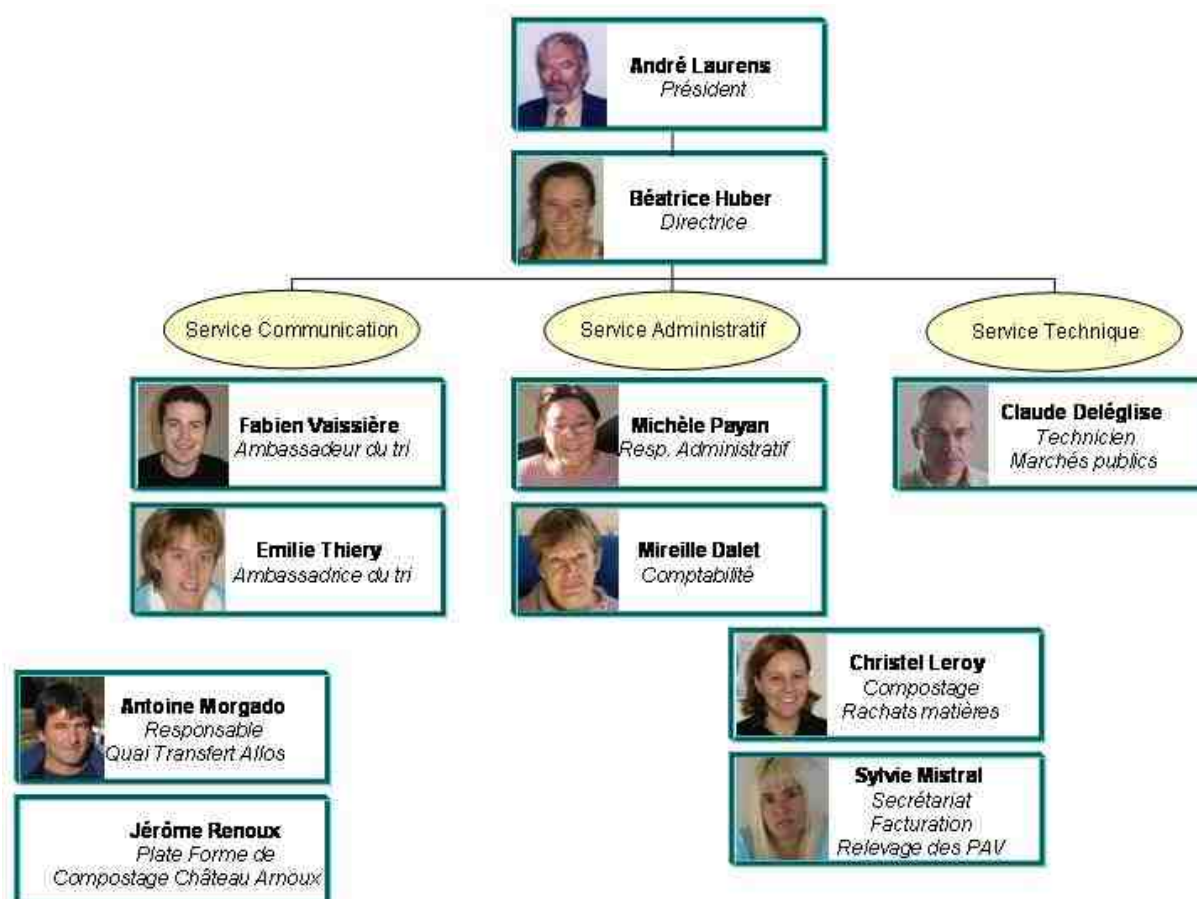 André Laurens
Président
Béatrice Huber
Directrice
Service Communication
Service Administratif
Service Technique
Fabien Vaissière
Ambassadeur du tri
Michèle Payan
Resp. Administratif
Claude Deléglise
Technicien
Marchés publics
Emilie Thiery
Ambassadrice du tri
Mireille Dalet
Comptabilité
Christel Leroy
Compostage
Rachats matières
Antoine Morgado
Responsable
Quai Transfert Allos
Sylvie Mistral
Secrétariat
Facturation
Relevage des PAV
Jérôme Renoux
Plate Forme de
Compostage Château Arnoux